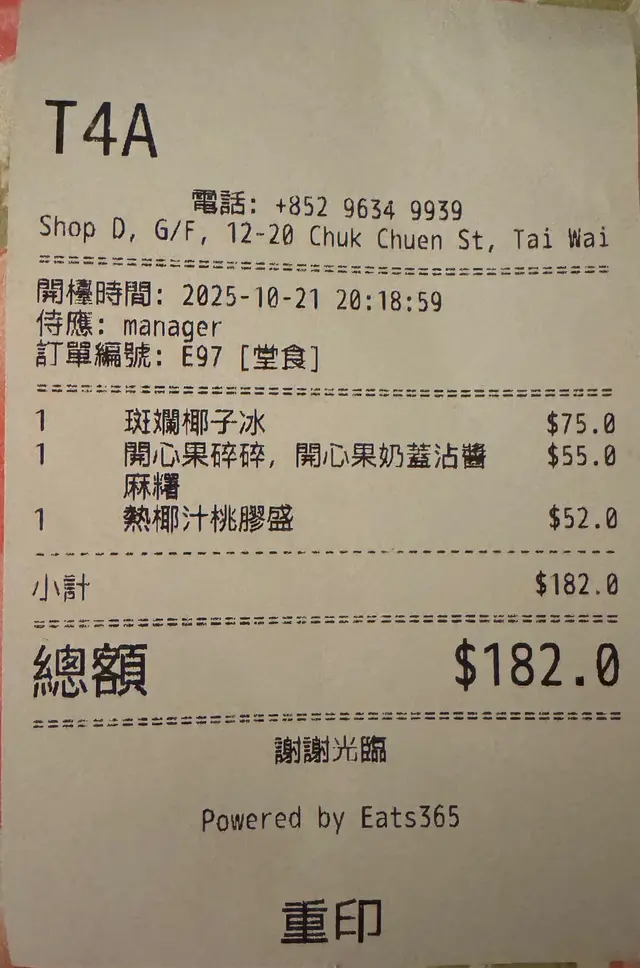 T4A
電話: +852 9634 9939
Shop D, G/F, 12-20 Chuk Chuen St, Tai Wai
開檯時間: 2025-10-21 20:18:59
侍應: manager
訂單編號: E97 [堂食]
1 斑斕椰子冰 $75.0
1 開心果碎碎, 開心果奶蓋沾醬 $55.0
麻糬
1 熱椰汁桃膠盛 $52.0
小計 $182.0
總額 $182.0
謝謝光臨
Powered by Eats365
重印